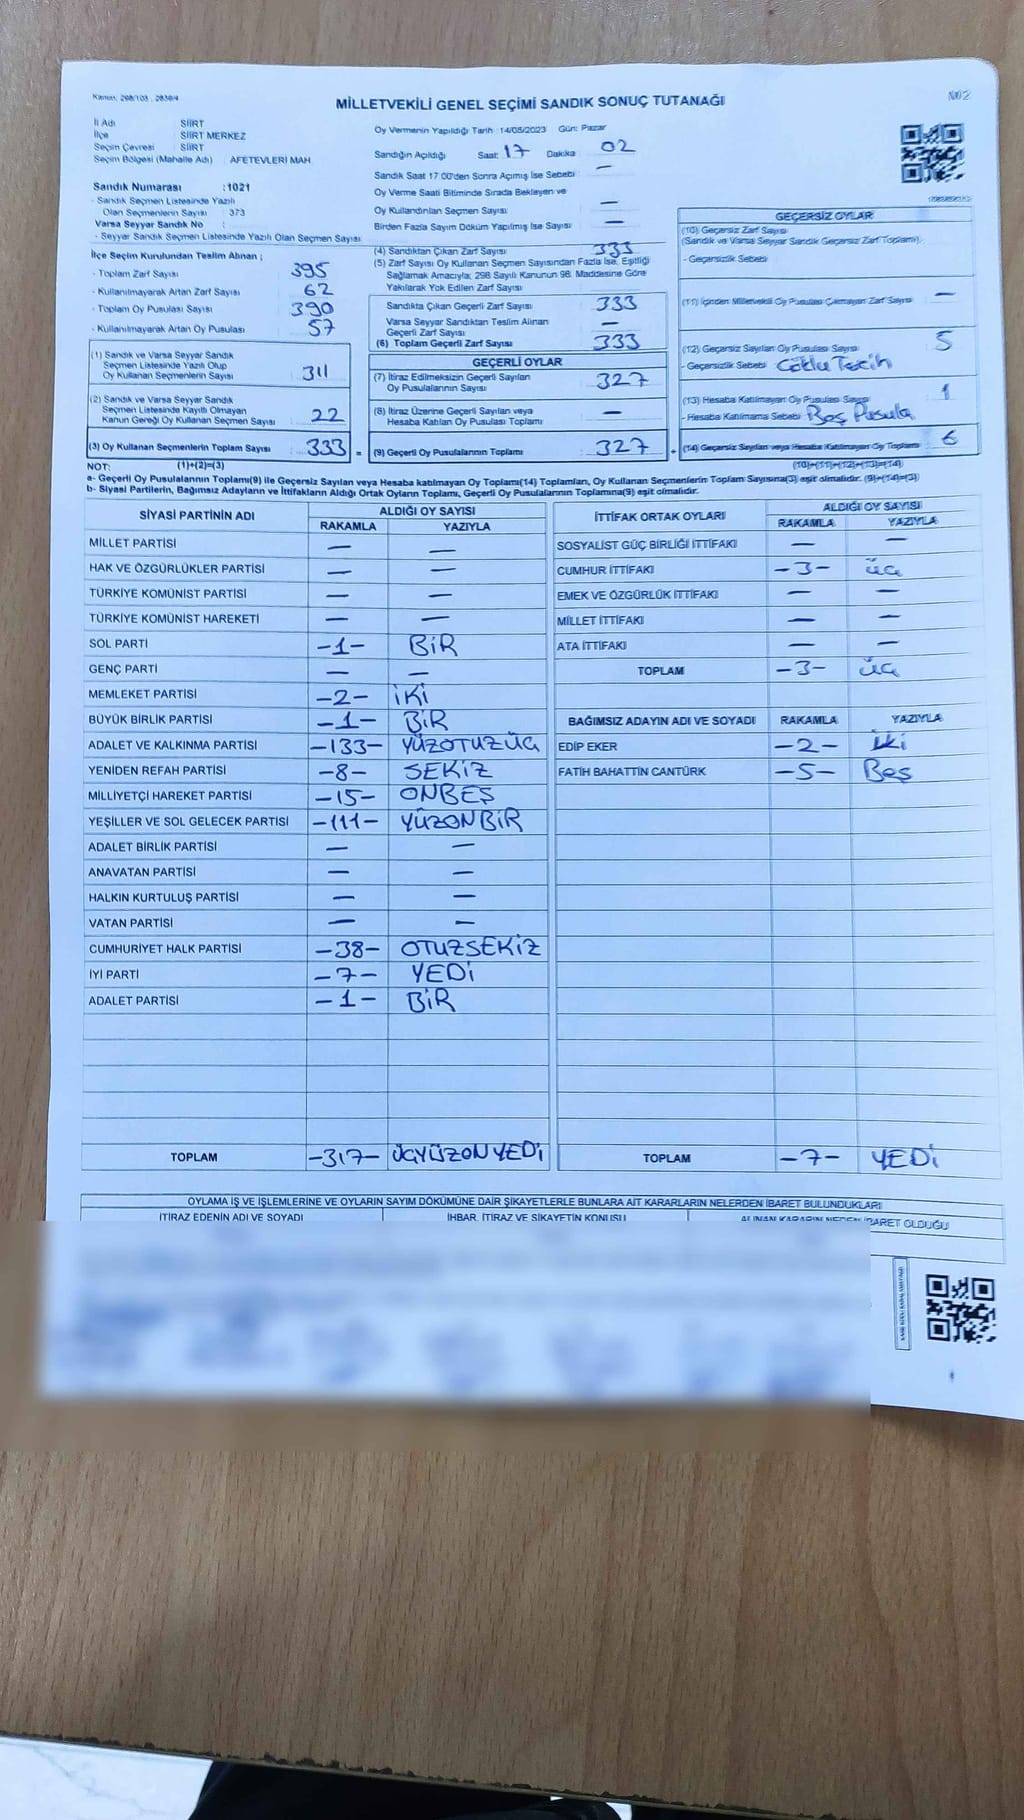 Kanun: 298/103 , 2839/4
MİLLETVEKİLİ GENEL SEÇİMİ SANDIK SONUÇ TUTANAĞI
İl Adı SİİRT
İlçe SİİRT MERKEZ
Seçim Çevresi SİİRT
Seçim Bölgesi (Mahalle Adı) AFETEVLERİ MAH
Sandık Numarası :1021
- Sandık Seçmen Listesinde Yazılı
Olan Seçmenlerin Sayısı : 373
Varsa Seyyar Sandık No :
- Seyyar Sandık Seçmen Listesinde Yazılı Olan Seçmen Sayısı
İlçe Seçim Kurulundan Teslim Alınan ;
- Toplam Zarf Sayısı 395
- Kullanılmayarak Artan Zarf Sayısı 62
- Toplam Oy Pusulası Sayısı 390
- Kullanılmayarak Artan Oy Pusulası 57
(1) Sandık ve Varsa Seyyar Sandık
Seçmen Listesinde Yazılı Olup
Oy Kullanan Seçmenlerin Sayısı 311
(2) Sandık ve Varsa Seyyar Sandık
Seçmen Listesinde Kayıtlı Olmayan
Kanun Gereği Oy Kullanan Seçmen Sayısı 22
(3) Oy Kullanan Seçmenlerin Toplam Sayısı 333 =
Oy Vermenin Yapıldığı Tarih :14/05/2023 Gün: Pazar
Sandığın Açıldığı Saat: 17 Dakika 02
Sandık Saat 17:00'den Sonra Açımış İse Sebebi —
Oy Verme Saati Bitiminde Sırada Bekleyen ve
Oy Kullandırılan Seçmen Sayısı —
Birden Fazla Sayım Döküm Yapılmış İse Sayısı —
(4) Sandıktan Çıkan Zarf Sayısı 333
(5) Zarf Sayısı Oy Kullanan Seçmen Sayısından Fazla İse, Eşitliği
Sağlamak Amacıyla; 298 Sayılı Kanunun 98. Maddesine Göre
Yakılarak Yok Edilen Zarf Sayısı
Sandıkta Çıkan Geçerli Zarf Sayısı 333
Varsa Seyyar Sandıktan Teslim Alınan
Geçerli Zarf Sayısı —
(6) Toplam Geçerli Zarf Sayısı 333
GEÇERLİ OYLAR
(7) İtiraz Edilmeksizin Geçerli Sayılan
Oy Pusulalarının Sayısı 327
(8) İtiraz Üzerine Geçerli Sayılan veya
Hesaba Katılan Oy Pusulası Toplamı —
(9) Geçerli Oy Pusulalarının Toplamı 327 +
GEÇERSİZ OYLAR
(10) Geçersiz Zarf Sayısı
(Sandık ve Varsa Seyyar Sandık Geçersiz Zarf Toplamı).
- Geçersizlik Sebebi
(11) İçinden Milletvekili Oy Pusulası Çıkmayan Zarf Sayısı —
(12) Geçersiz Sayılan Oy Pusulası Sayısı 5
- Geçersizlik Sebebi Çoklu Tercih
(13) Hesaba Katılmayan Oy Pusulası Sayısı 1
- Hesaba Katılmama Sebebi Boş Pusula
(14) Geçersiz Sayılan veya Hesaba Katılmayan Oy Toplamı 6
NOT: (1)+(2)=(3) (10)+(11)+(12)+(13)=(14)
a- Geçerli Oy Pusulalarının Toplamı(9) ile Geçersiz Sayılan veya Hesaba katılmayan Oy Toplamı(14) Toplamları, Oy Kullanan Seçmenlerin Toplam Sayısına(3) eşit olmalıdır. (9)+(14)=(3)
b- Siyasi Partilerin, Bağımsız Adayların ve İttifakların Aldığı Ortak Oyların Toplamı, Geçerli Oy Pusulalarının Toplamına(9) eşit olmalıdır.
SİYASİ PARTİNİN ADI ALDIĞI OY SAYISI
RAKAMLA YAZIYLA
MİLLET PARTİSİ — —
HAK VE ÖZGÜRLÜKLER PARTİSİ — —
TÜRKİYE KOMÜNİST PARTİSİ — —
TÜRKİYE KOMÜNİST HAREKETİ — —
SOL PARTİ -1- BİR
GENÇ PARTİ — —
MEMLEKET PARTİSİ -2- İKİ
BÜYÜK BİRLİK PARTİSİ -1- BİR
ADALET VE KALKINMA PARTİSİ -133- YÜZOTUZÜÇ
YENİDEN REFAH PARTİSİ -8- SEKİZ
MİLLİYETÇİ HAREKET PARTİSİ -15- ONBEŞ
YEŞİLLER VE SOL GELECEK PARTİSİ -111- YÜZONBİR
ADALET BİRLİK PARTİSİ — —
ANAVATAN PARTİSİ — —
HALKIN KURTULUŞ PARTİSİ — —
VATAN PARTİSİ — —
CUMHURİYET HALK PARTİSİ -38- OTUZSEKİZ
İYİ PARTİ -7- YEDİ
ADALET PARTİSİ -1- BİR
TOPLAM -317- ÜÇYÜZONYEDİ
İTTİFAK ORTAK OYLARI ALDIĞI OY SAYISI
RAKAMLA YAZIYLA
SOSYALİST GÜÇ BİRLİĞİ İTTİFAKI — —
CUMHUR İTTİFAKI -3- üç
EMEK VE ÖZGÜRLÜK İTTİFAKI — —
MİLLET İTTİFAKI — —
ATA İTTİFAKI — —
TOPLAM -3- üç
BAĞIMSIZ ADAYIN ADI VE SOYADI RAKAMLA YAZIYLA
EDİP EKER -2- İki
FATİH BAHATTİN CANTÜRK -5- Beş
TOPLAM -7- YEDİ
OYLAMA İŞ VE İŞLEMLERİNE VE OYLARIN SAYIM DÖKÜMÜNE DAİR ŞİKAYETLERLE BUNLARA AİT KARARLARIN NELERDEN İBARET BULUNDUKLARI
İTİRAZ EDENİN ADI VE SOYADI İHBAR, İTİRAZ VE ŞİKAYETİN KONUSU ALINAN KARARIN NEDEN İBARET OLDUĞU